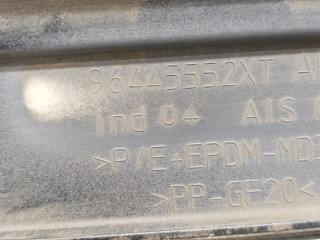 96445552XT
Ind 04 AIS
>P/E+EPDM-MD
>PP-GF20<